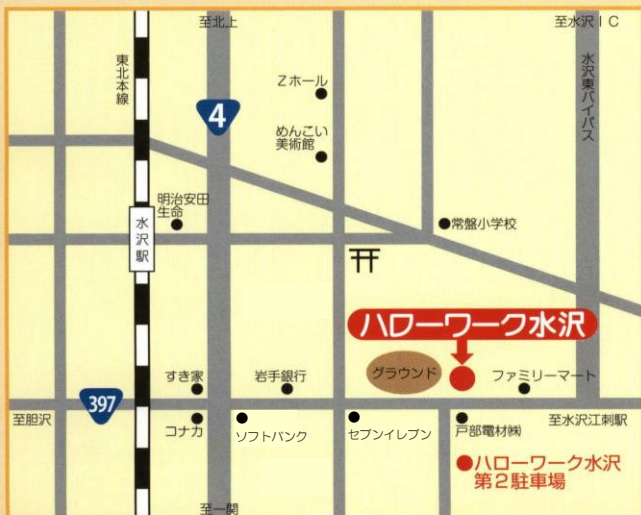 至北上
至水沢IC
東北本線
Zホール
水沢東バイパス
4
めんこい
美術館
明治安田
生命
水沢駅
常盤小学校
ハローワーク水沢
すき家
岩手銀行
グラウンド
ファミリーマート
397
至胆沢
コナカ
ソフトバンク
セブンイレブン
戸部電材㈱
至水沢江刺駅
ハローワーク水沢
第2駐車場
至一関